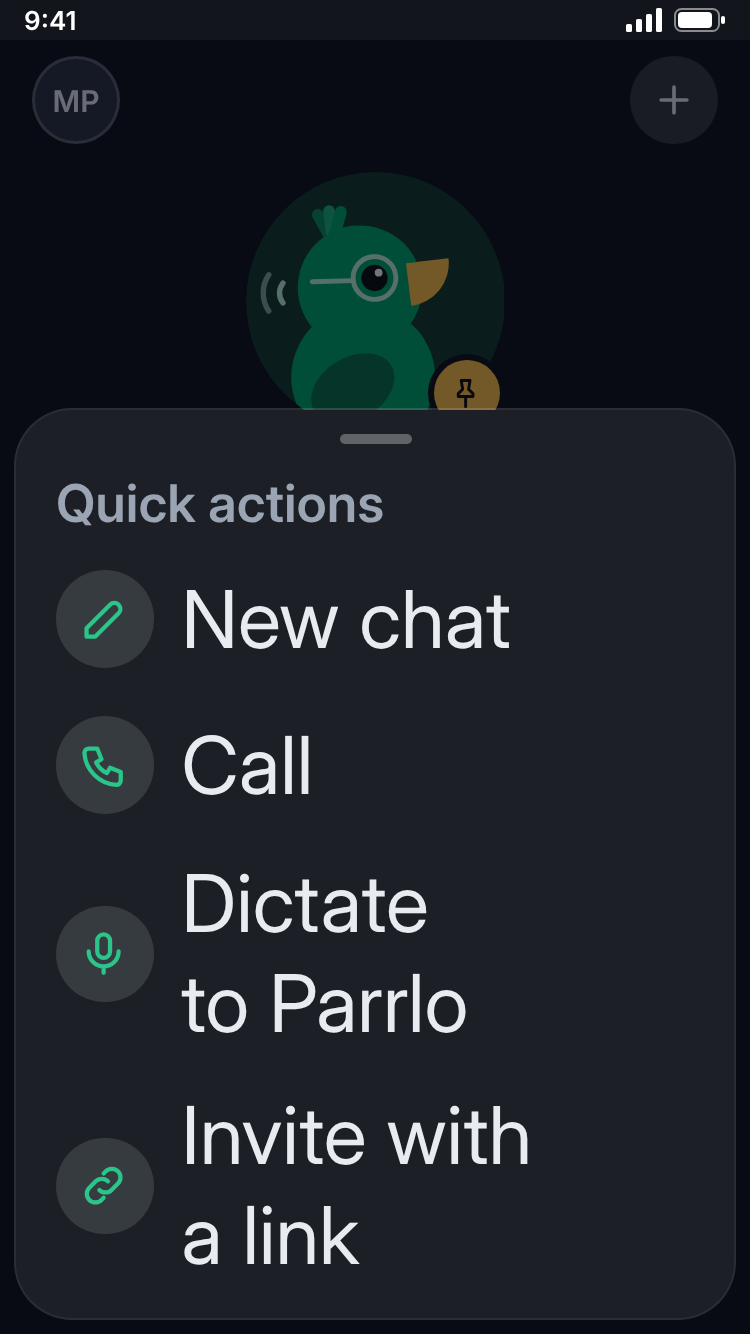 9:41
MP
Quick actions
New chat
Call
Dictate
to Parrlo
Invite with
a link